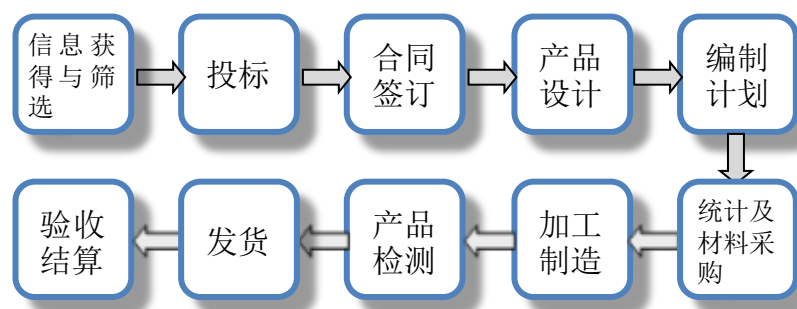 信息获
得与筛
选
投标
合同
签订
产品
设计
编制
计划
统计及
材料采
购
加工
制造
产品
检测
发货
验收
结算